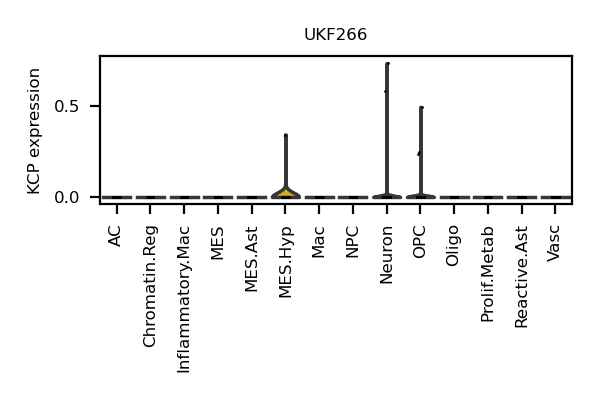 UKF266
KCP expression
0.5
0.0
AC
Chromatin.Reg
Inflammatory.Mac
MES
MES.Ast
MES.Hyp
Mac
NPC
Neuron
OPC
Oligo
Prolif.Metab
Reactive.Ast
Vasc